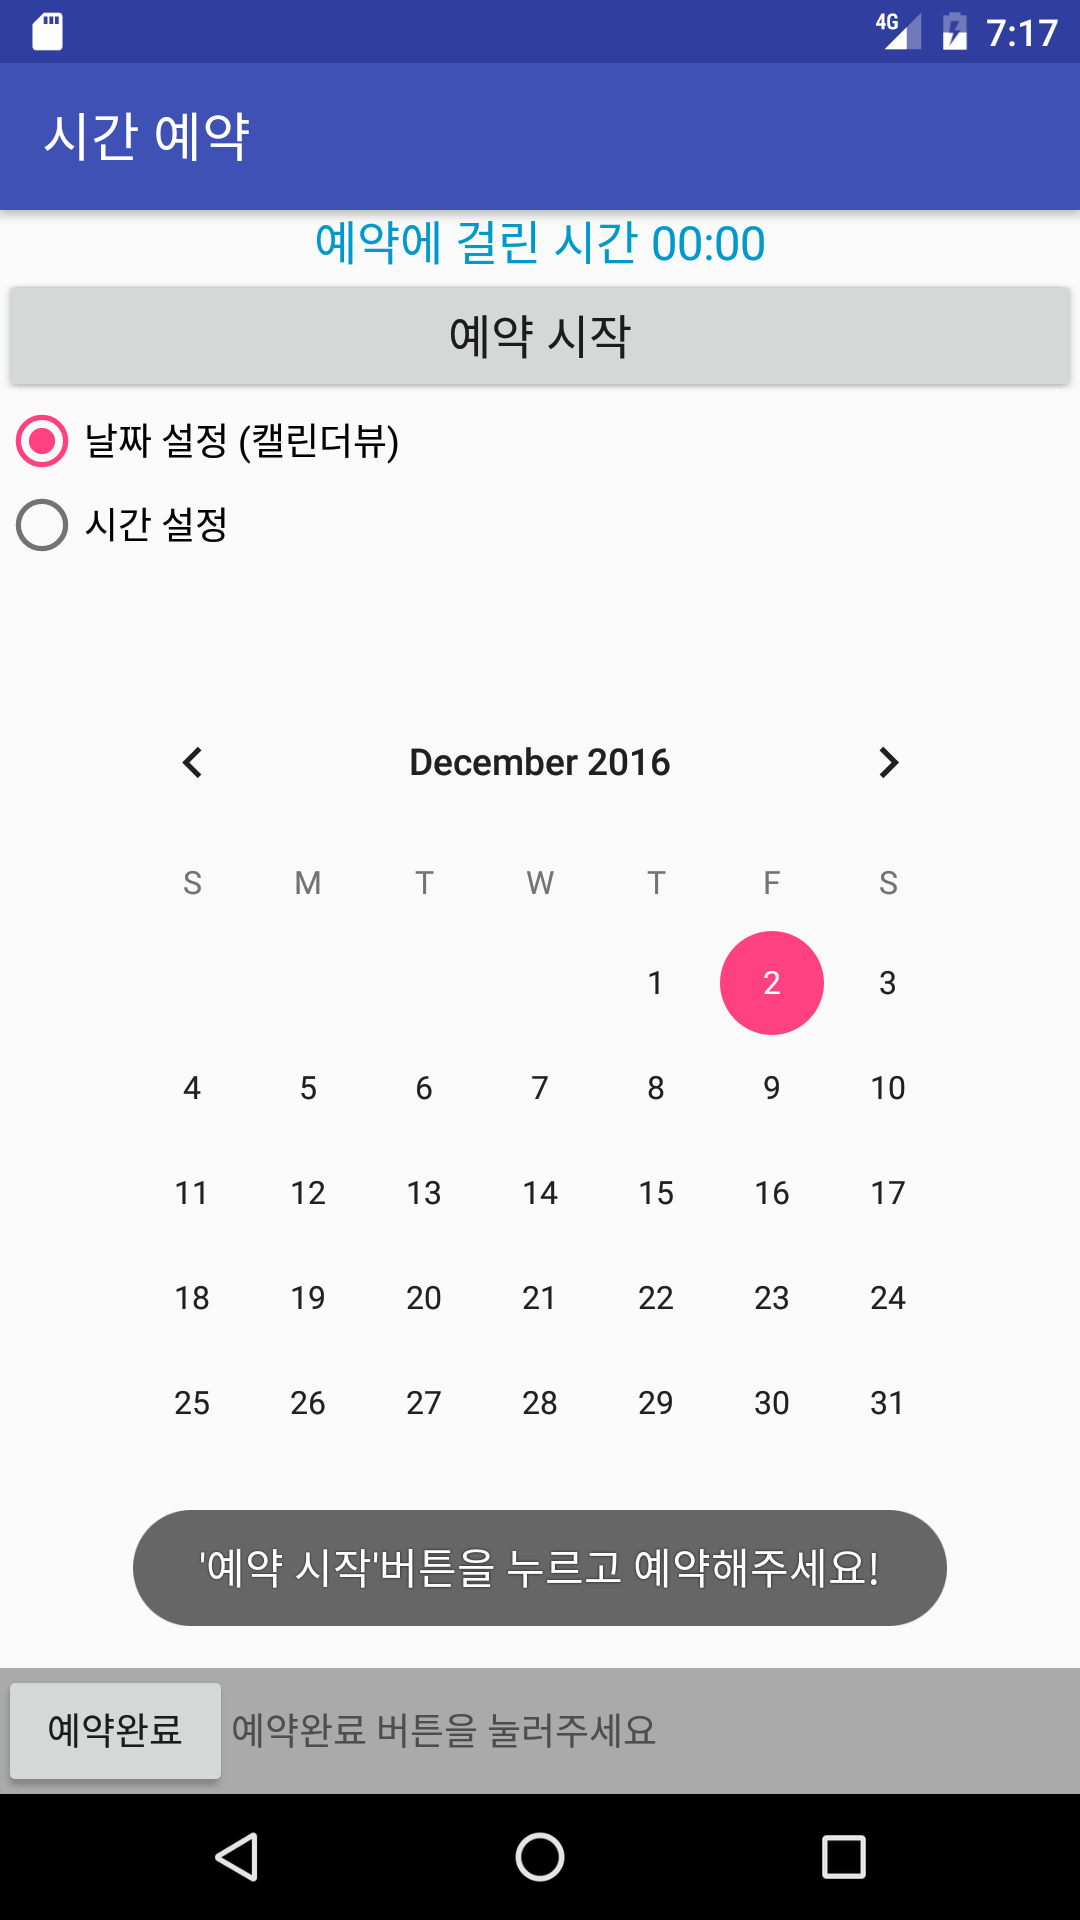 4G 7:17
시간 예약
예약에 걸린 시간 00:00
예약 시작
날짜 설정 (캘린더뷰)
시간 설정
December 2016
S M T W T F S
1 2 3
4 5 6 7 8 9 10
11 12 13 14 15 16 17
18 19 20 21 22 23 24
25 26 27 28 29 30 31
'예약 시작'버튼을 누르고 예약해주세요!
예약완료 예약완료 버튼을 눌러주세요